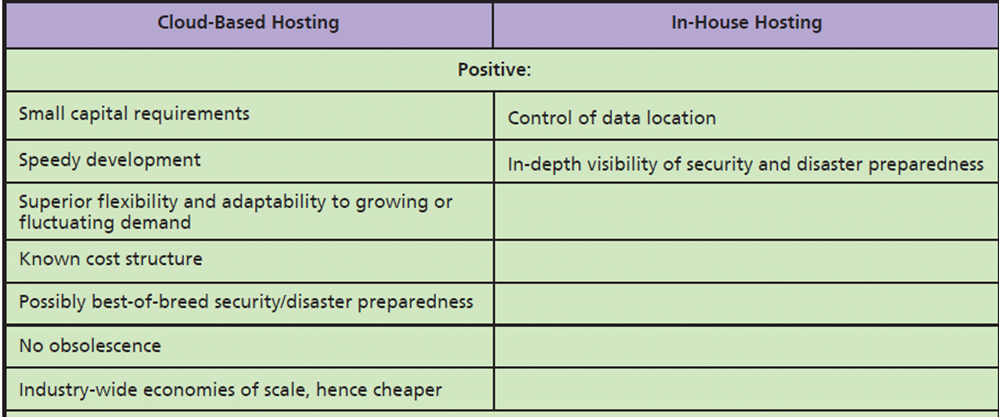 Cloud-Based Hosting
In-House Hosting
Positive:
Small capital requirements
Control of data location
Speedy development
In-depth visibility of security and disaster preparedness
Superior flexibility and adaptability to growing or
fluctuating demand
Known cost structure
Possibly best-of-breed security/disaster preparedness
No obsolescence
Industry-wide economies of scale, hence cheaper